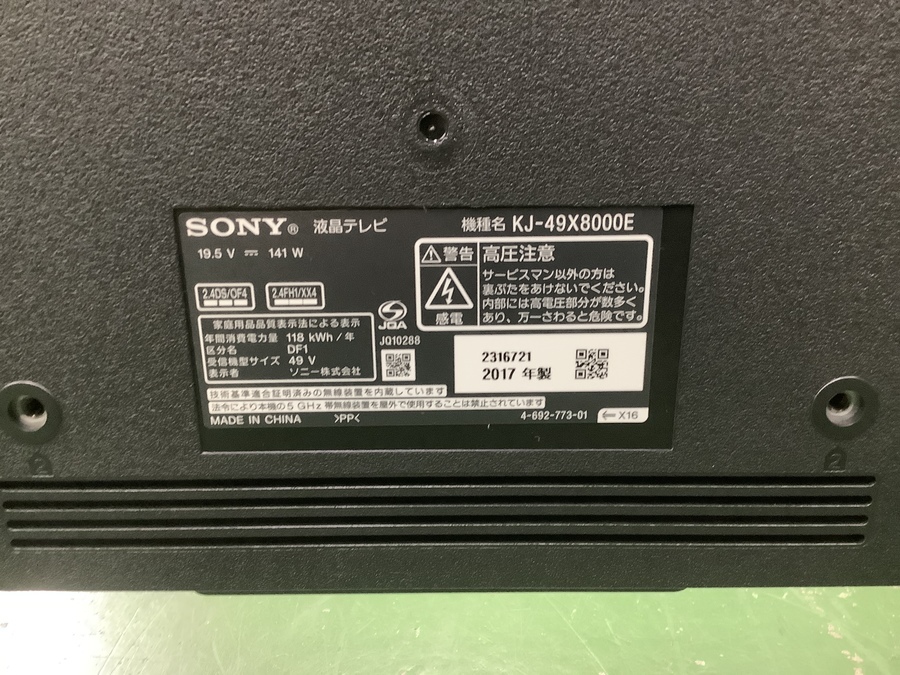 SONY® 液晶テレビ 機種名 KJ-49X8000E
19.5 V ⎓ 141 W
2.4DS/OF4 2.4FH1/XX4
警告 高圧注意
感電
サービスマン以外の方は
裏ぶたをあけないでください。
内部には高電圧部分が数多く
あり、万一さわると危険です。
家庭用品品質表示法による表示
年間消費電力量 118 kWh/年
区分名 DF1
受信機型サイズ 49 V
表示者 ソニー株式会社
JQA
JQ10288
2316721
2017 年製
技術基準適合証明済みの無線装置を内蔵しています
法令により本機の5 GHz 帯無線装置を屋外で使用することは禁止されています
MADE IN CHINA >PP< 4-692-773-01 ⇐ X16
2 2